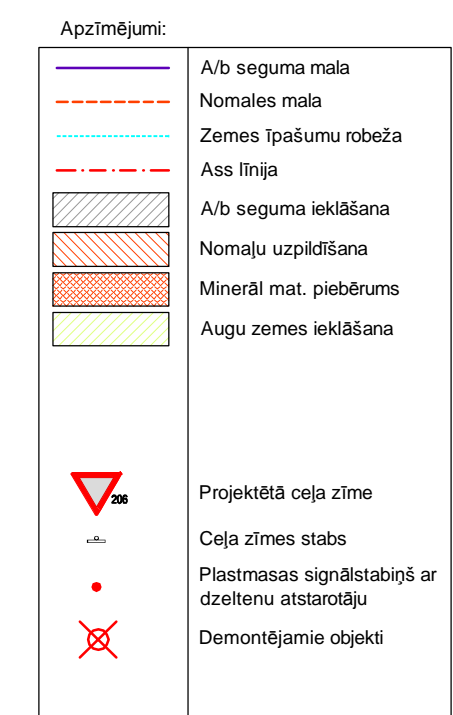 Apzīmējumi:
A/b seguma mala
Nomales mala
Zemes īpašumu robeža
Ass līnija
A/b seguma ieklāšana
Nomaļu uzpildīšana
Minerāl mat. piebērums
Augu zemes ieklāšana
206
Projektētā ceļa zīme
Ceļa zīmes stabs
Plastmasas signālstabiņš ar
dzeltenu atstarotāju
Demontējamie objekti